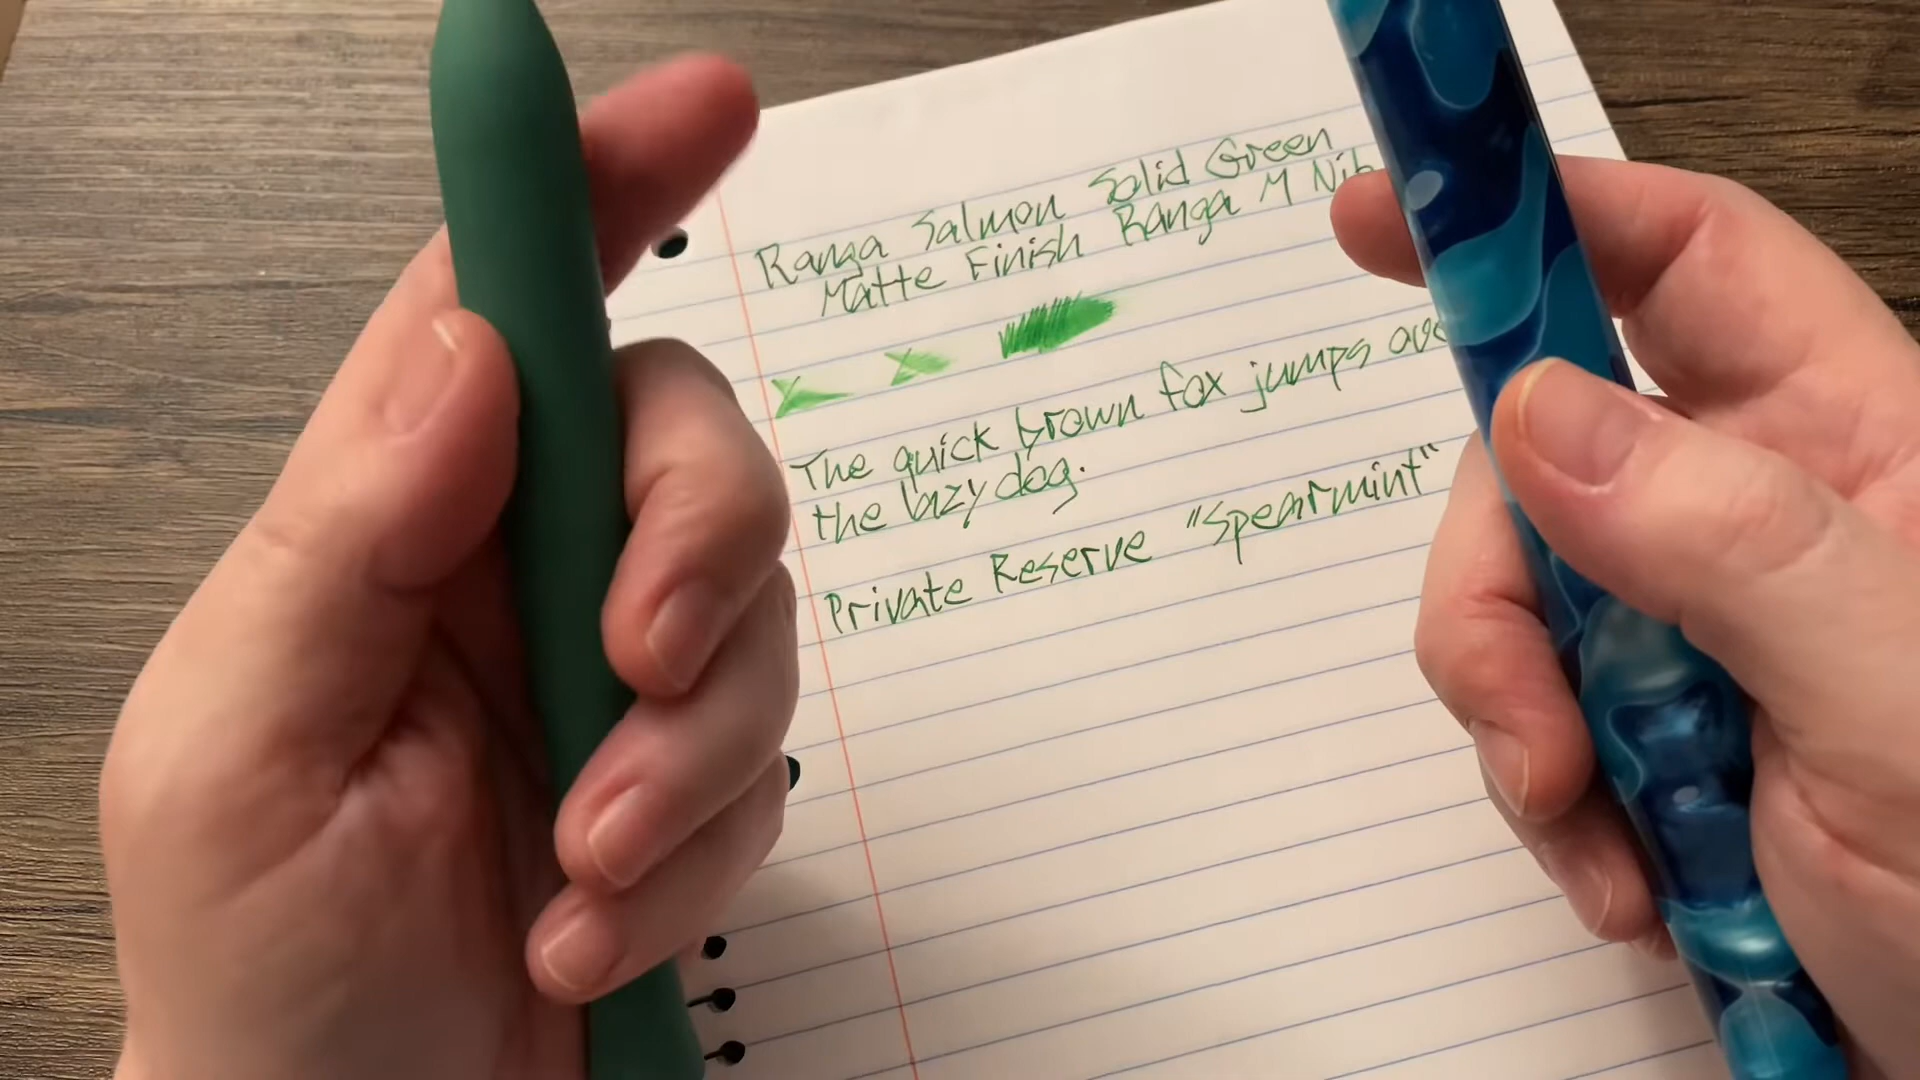 Ranga Salmon Solid Green
Matte Finish Ranga M Nib
X X
The quick brown fox jumps ove
the lazy dog.
Private Reserve "Spearmint"